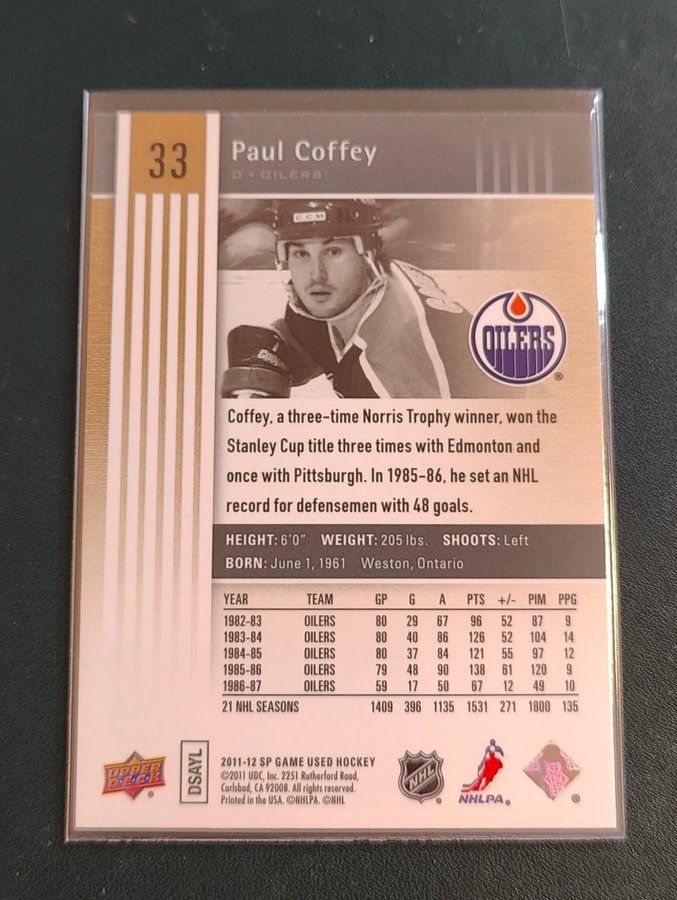 33
Paul Coffey
D • OILERS
CCM
OILERS
®
Coffey, a three-time Norris Trophy winner, won the
Stanley Cup title three times with Edmonton and
once with Pittsburgh. In 1985-86, he set an NHL
record for defensemen with 48 goals.
HEIGHT: 6'0" WEIGHT: 205 lbs. SHOOTS: Left
BORN: June 1, 1961 Weston, Ontario
YEAR TEAM GP G A PTS +/- PIM PPG
1982-83 OILERS 80 29 67 96 52 87 9
1983-84 OILERS 80 40 86 126 52 104 14
1984-85 OILERS 80 37 84 121 55 97 12
1985-86 OILERS 79 48 90 138 61 120 9
1986-87 OILERS 59 17 50 67 12 49 10
21 NHL SEASONS 1409 396 1135 1531 271 1800 135
UPPER DECK ®
DSAYL
2011-12 SP GAME USED HOCKEY
©2011 UDC, Inc. 2251 Rutherford Road,
Carlsbad, CA 92008. All rights reserved.
Printed in the USA. ©NHLPA. ©NHL
NHL ®
NHLPA ®
®